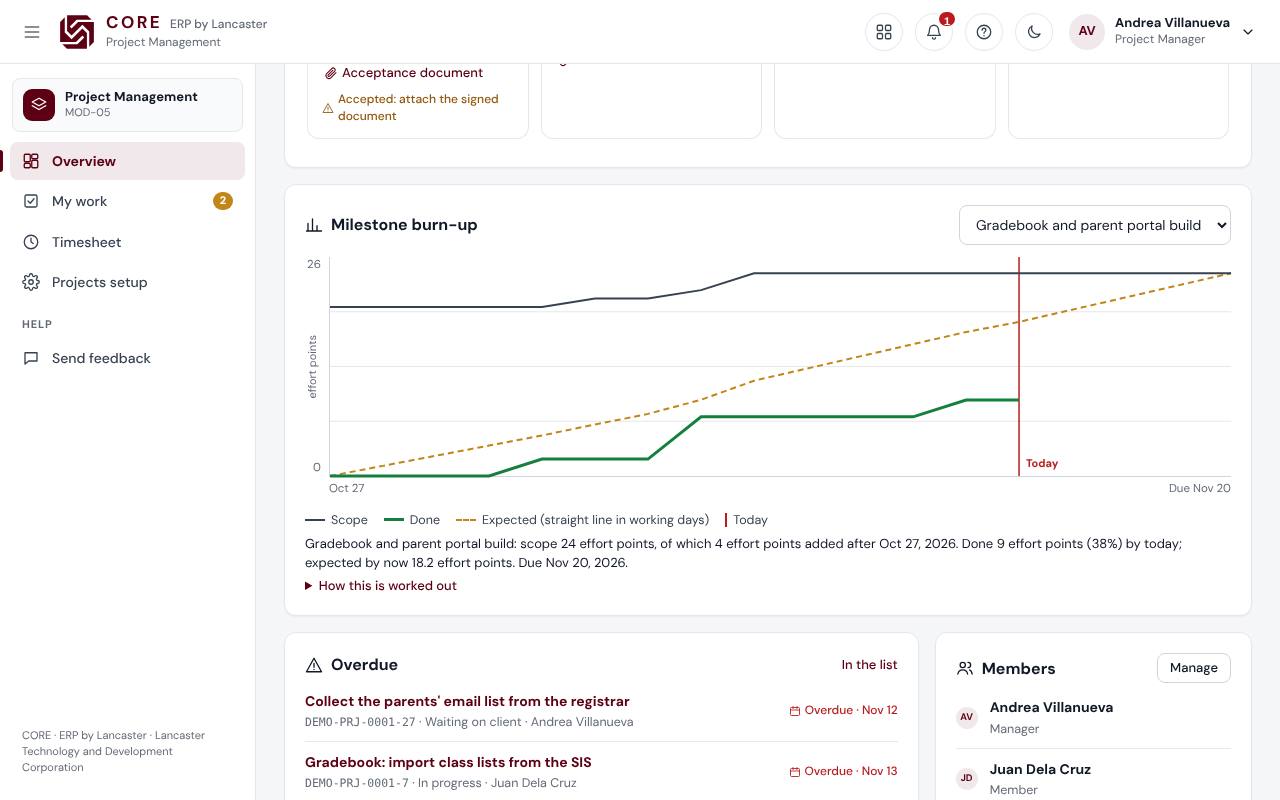 CORE ERP by Lancaster
Project Management
1
AV
Andrea Villanueva
Project Manager
Project Management
MOD-05
Overview
My work 2
Timesheet
Projects setup
HELP
Send feedback
CORE · ERP by Lancaster · Lancaster
Technology and Development
Corporation
Acceptance document
Accepted: attach the signed
document
Milestone burn-up
Gradebook and parent portal build
26
effort points
0
Today
Oct 27
Due Nov 20
Scope Done Expected (straight line in working days) Today
Gradebook and parent portal build: scope 24 effort points, of which 4 effort points added after Oct 27, 2026. Done 9 effort points (38%) by today;
expected by now 18.2 effort points. Due Nov 20, 2026.
How this is worked out
Overdue
In the list
Collect the parents' email list from the registrar
DEMO-PRJ-0001-27 · Waiting on client · Andrea Villanueva
Overdue · Nov 12
Gradebook: import class lists from the SIS
DEMO-PRJ-0001-7 · In progress · Juan Dela Cruz
Overdue · Nov 13
Members
Manage
AV
Andrea Villanueva
Manager
JD
Juan Dela Cruz
Member